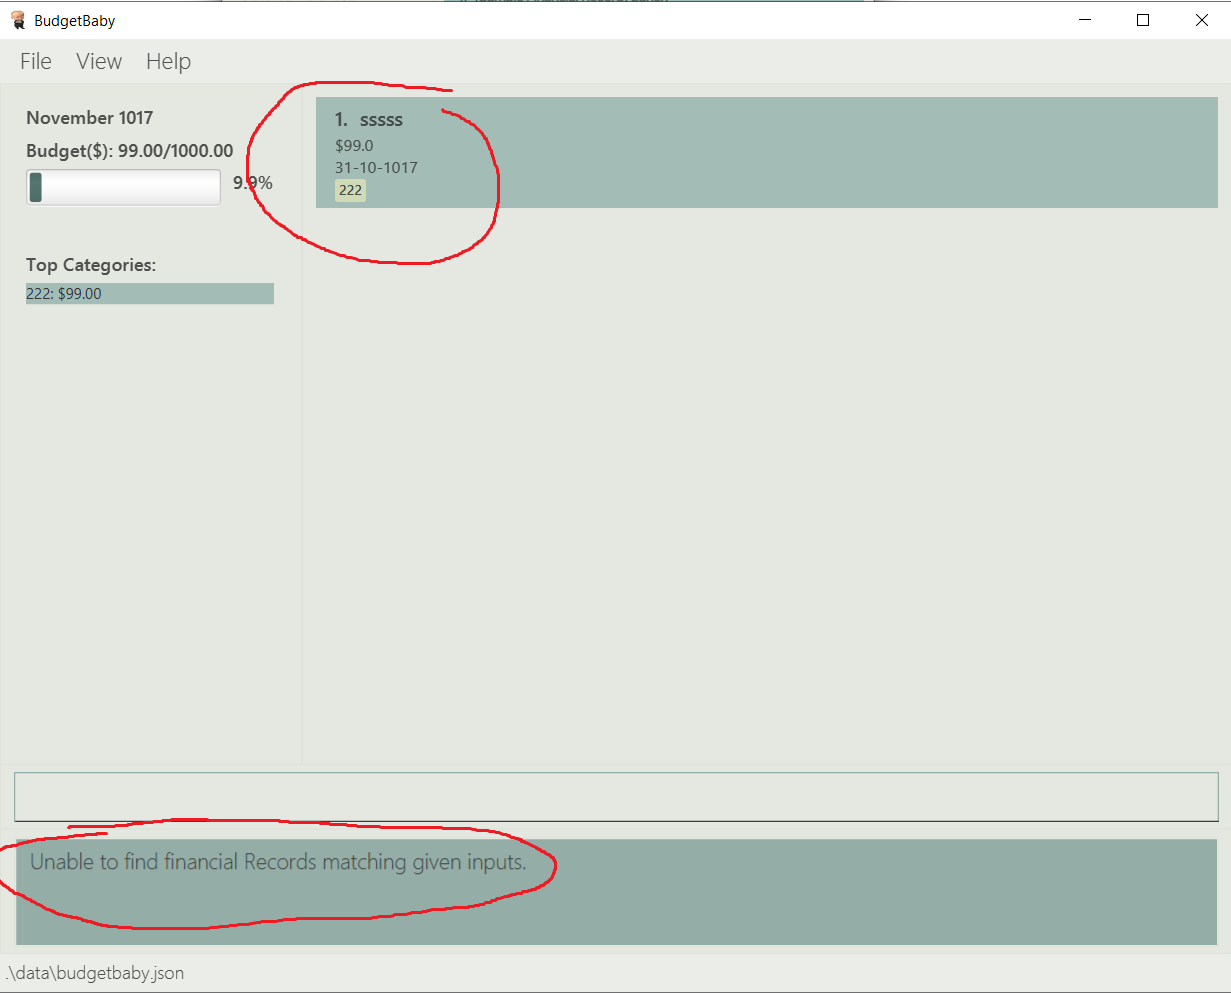 BudgetBaby
File View Help
November 1017
Budget($): 99.00/1000.00
9.9%
Top Categories:
222: $99.00
1. sssss
$99.0
31-10-1017
222
Unable to find financial Records matching given inputs.
.\data\budgetbaby.json